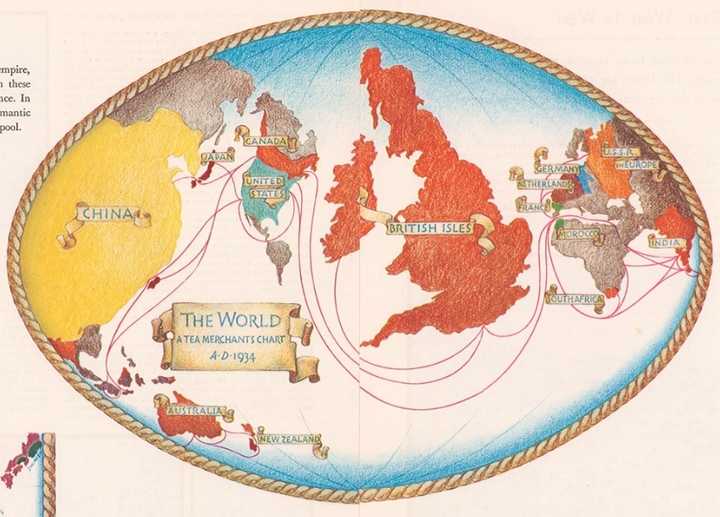 empire,
these
nce. In
mantic
pool.
CANADA
JAPAN
UNITED
STATES
CHINA
BRITISH ISLES
U.S.S.R.
IN EUROPE
GERMANY
NETHERLANDS
FRANCE
MOROCCO
INDIA
SOUTH AFRICA
THE WORLD
A TEA MERCHANTS CHART
A·D·1934
AUSTRALIA
NEW ZEALAND